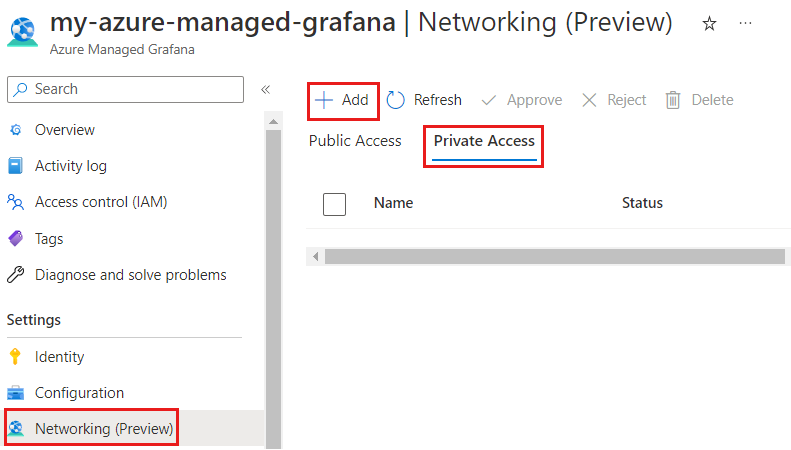 my-azure-managed-grafana | Networking (Preview)
Azure Managed Grafana
Search
Overview
Activity log
Access control (IAM)
Tags
Diagnose and solve problems
Settings
Identity
Configuration
Networking (Preview)
Add Refresh Approve Reject Delete
Public Access Private Access
Name Status